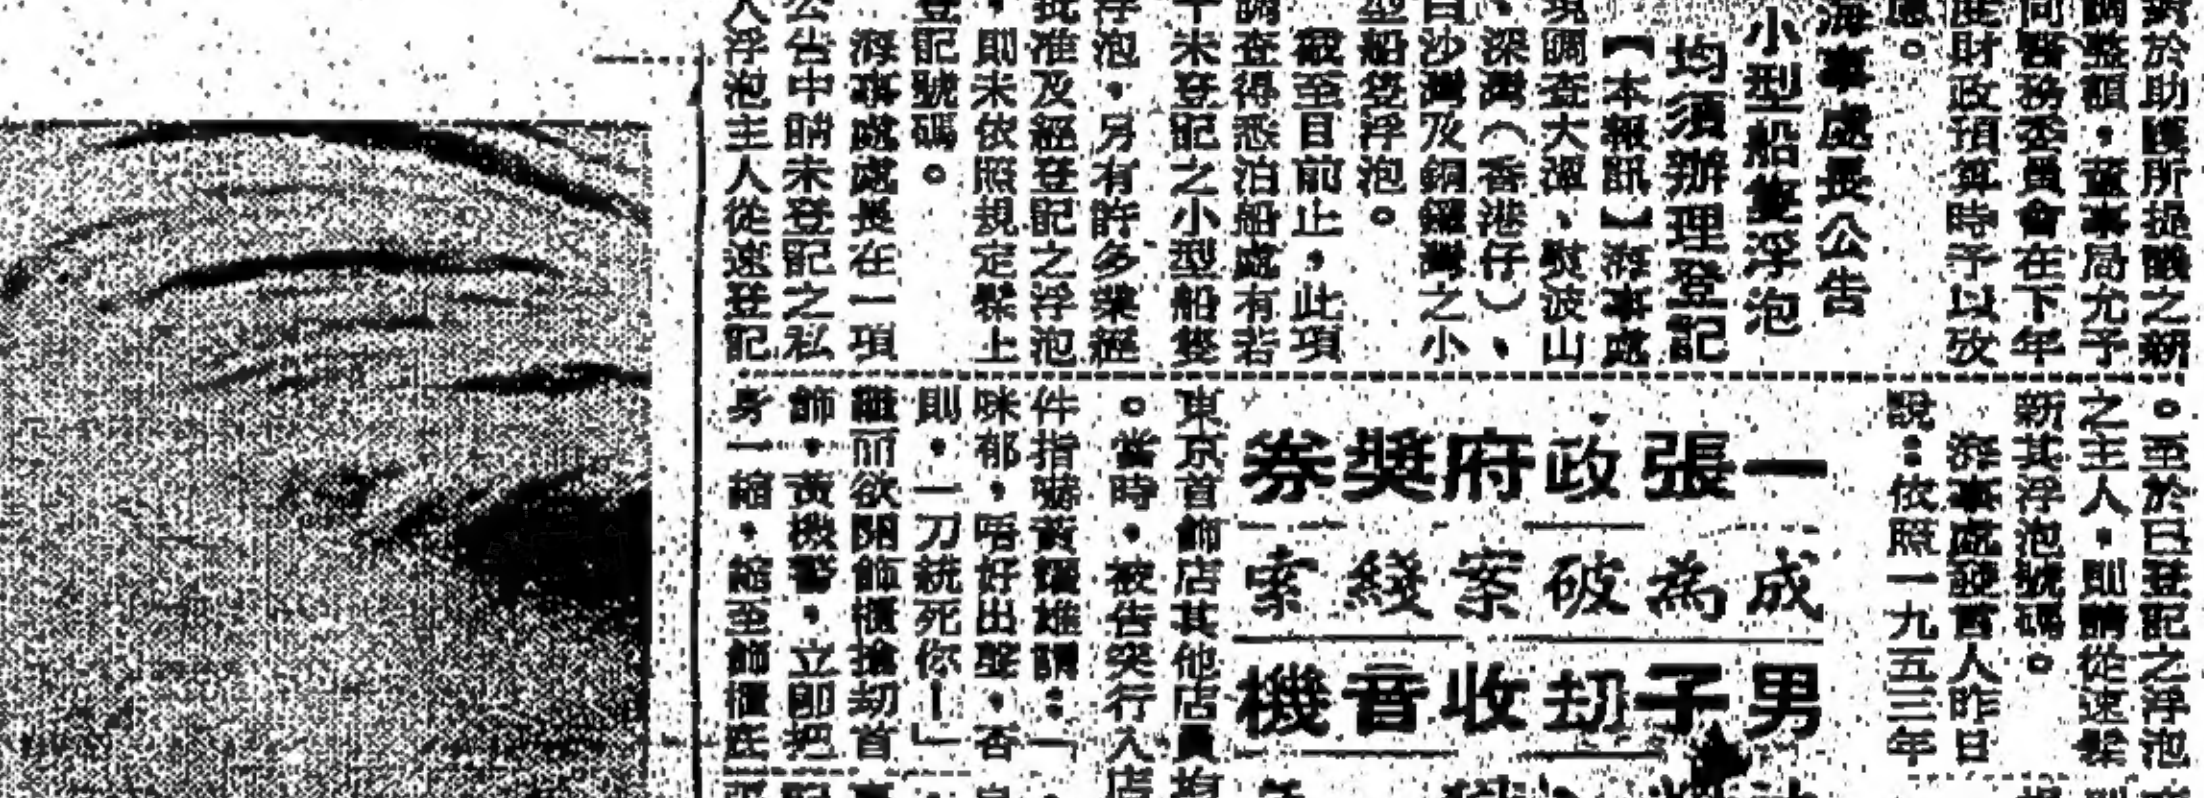 對於助護所提議之新
調整額，董事局允予
向醫務委員會在下年
度財政預算時予以攷
慮。
海事處長公告
小型船隻浮泡
均須辦理登記
【本報訊】海事處
現調查大潭、熨波山
、深灣（香港仔）、
白沙灣及銅鑼灣之小
型船隻浮泡。
截至目前止，此項
調查得悉泊船處有若
干未登記之小型船隻
浮泡，另有許多業經
批准及經登記之浮泡
，則未依照規定髹上
登記號碼。
海事處處長在一項
公告中請未登記之私
人浮泡主人從速登記
。至於已登記之浮泡
之主人，則請從速髹
新其浮泡號碼。
海事處發言人昨日
說：依照一九五三年
一張政府奬券
成為破案綫索
男子刧收音機
東京首飾店其他店員
。當時，被告突行入店
件指嚇黃耀雄謂：「
咪郁，唔好出聲，否
則，一刀統死你！」
繼而欲開飾櫃搶刧首
飾，黃機警，立即把
身一縮，縮至飾櫃底